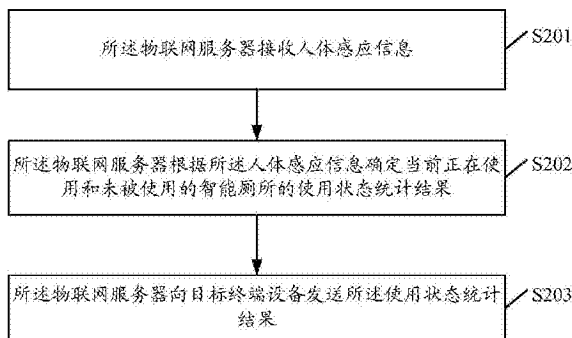 所述物联网服务器接收人体感应信息
S201
所述物联网服务器根据所述人体感应信息确定当前正在使
用和未被使用的智能厕所的使用状态统计结果
S202
所述物联网服务器向目标终端设备发送所述使用状态统计
结果
S203